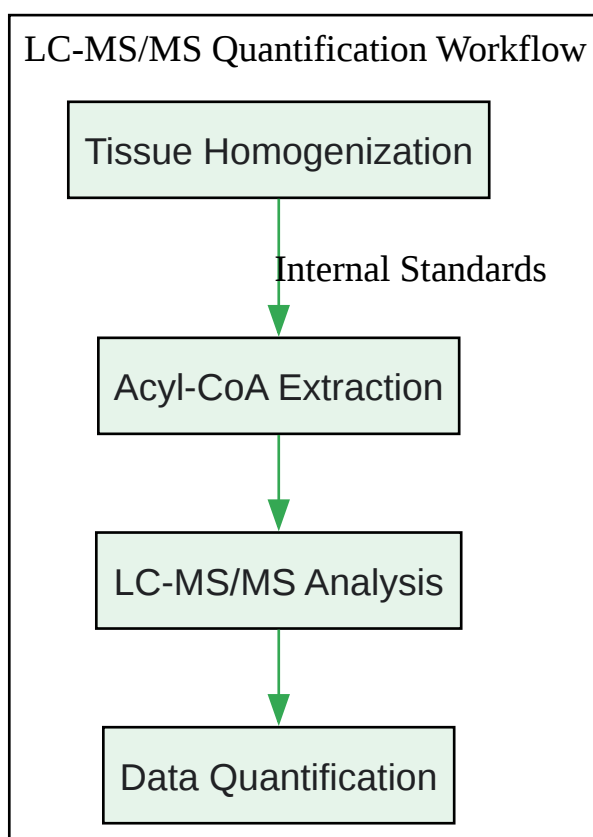 LC-MS/MS Quantification Workflow
Tissue Homogenization
Internal Standards
Acyl-CoA Extraction
LC-MS/MS Analysis
Data Quantification